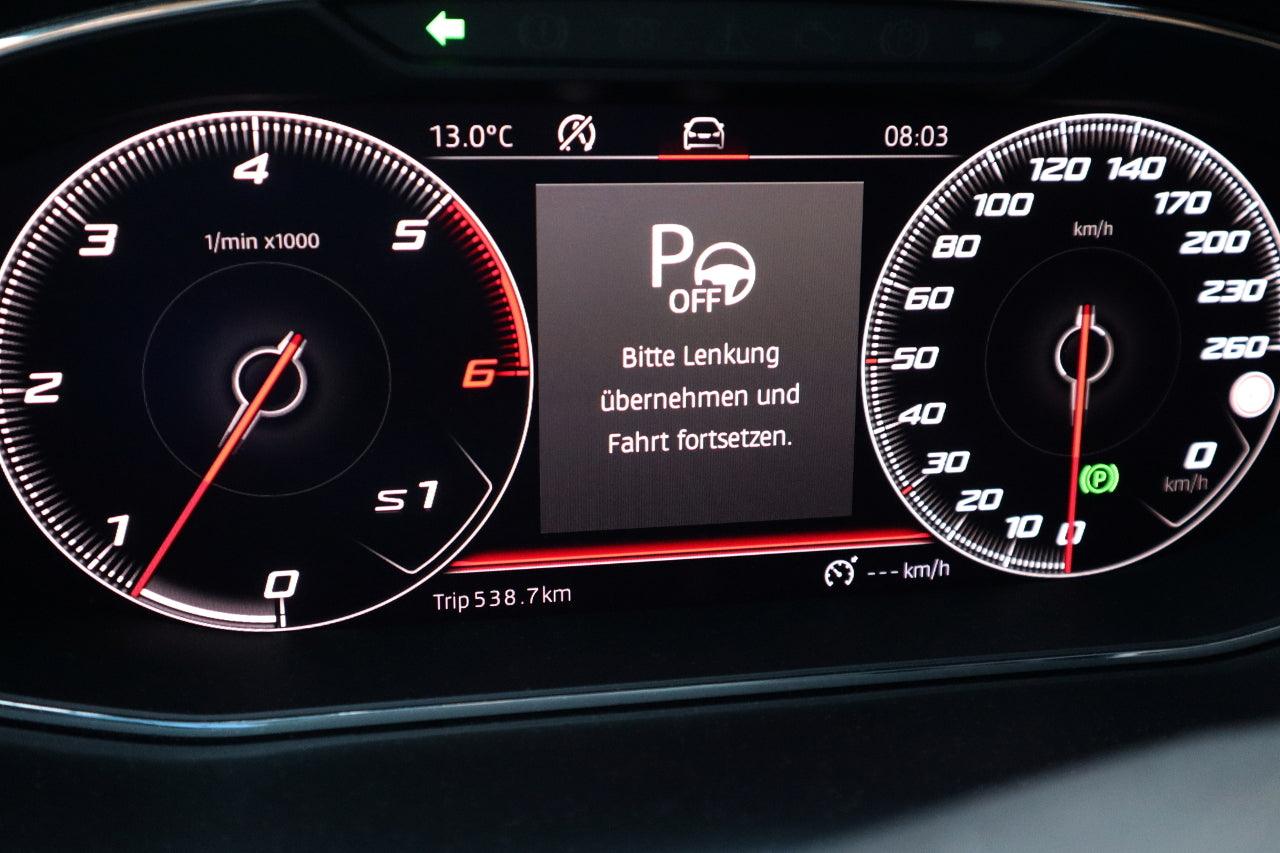 13.0°C
08:03
1/min x1000
0
1
2
3
4
5
6
S1
P
OFF
Bitte Lenkung
übernehmen und
Fahrt fortsetzen.
km/h
0
10
20
30
40
50
60
80
100
120
140
170
200
230
260
P
0
km/h
Trip 538.7 km
--- km/h